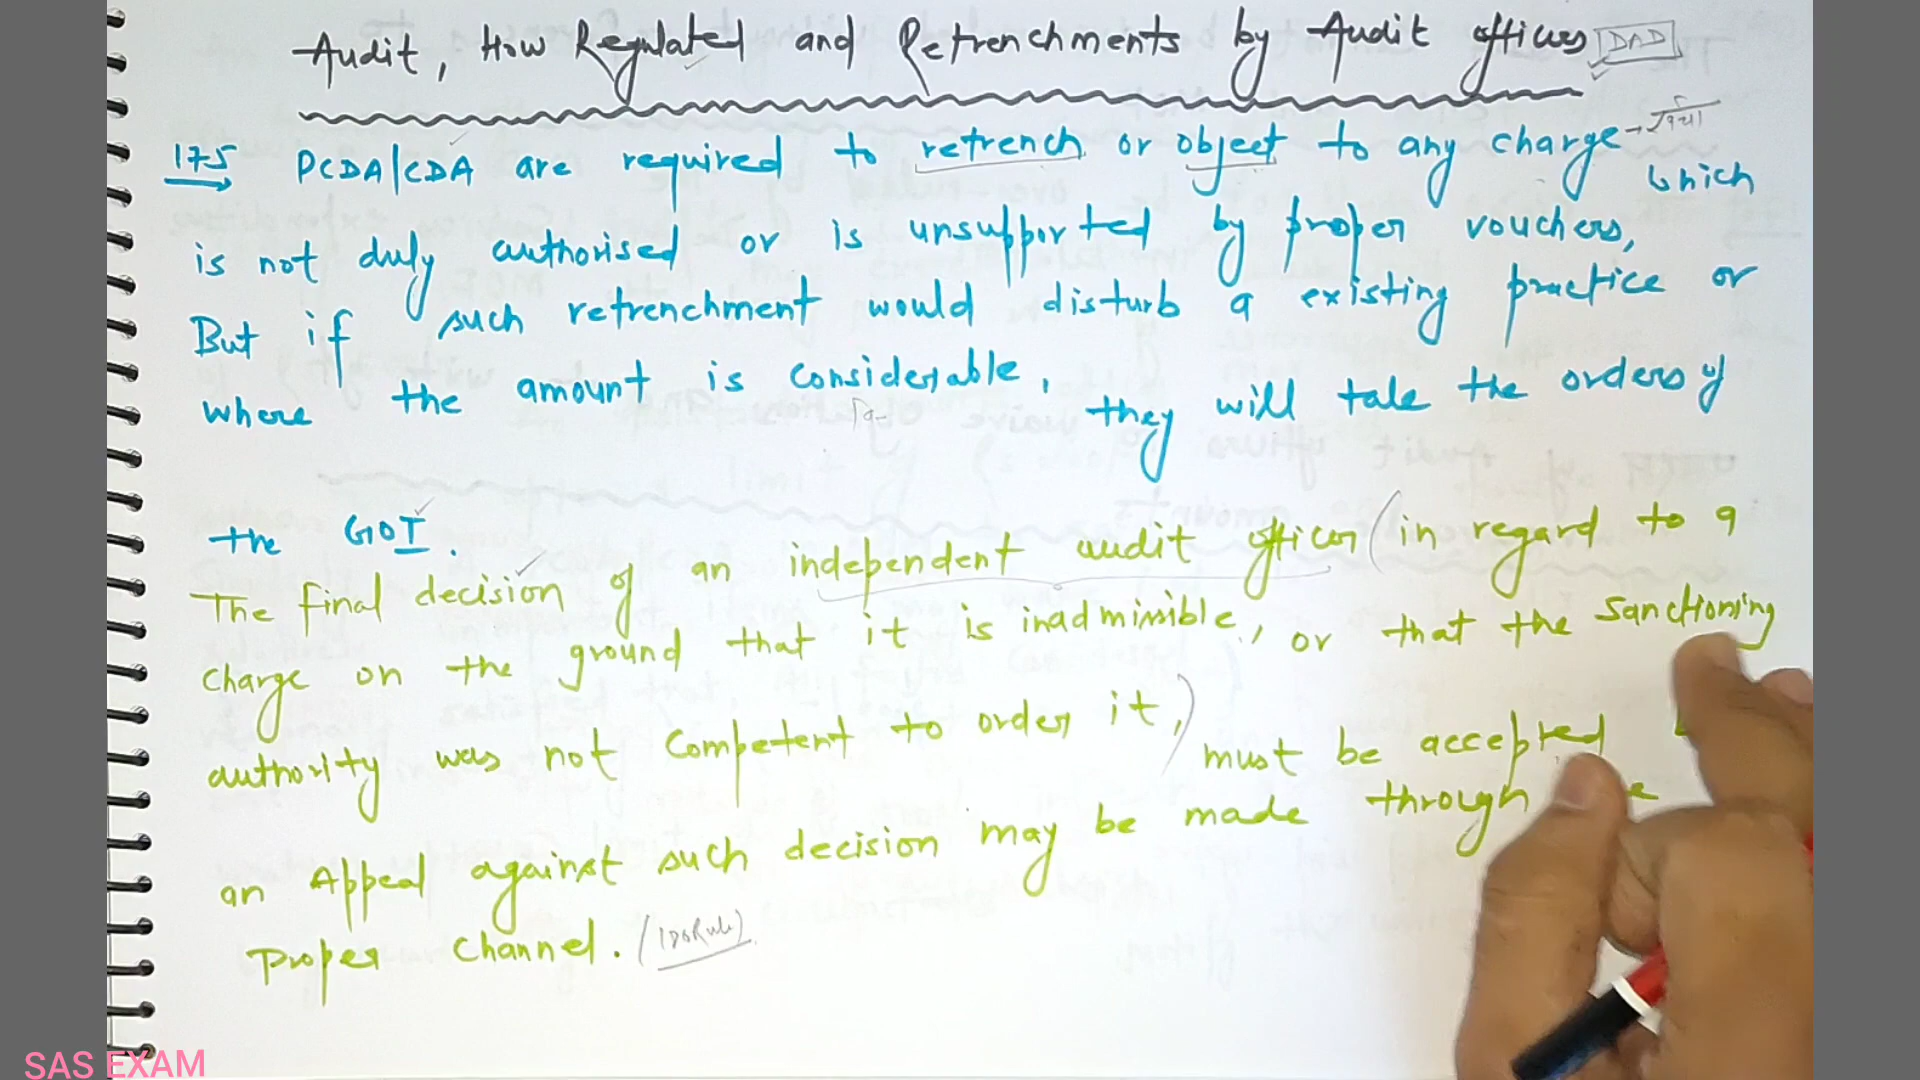 Audit, How Regulated and Retrenchments by Audit officers DAD
175 PCDA/CDA are required to retrench or object to any charge → which
is not duly authorised or is unsupported by proper vouchers,
But if such retrenchment would disturb a existing practice or
where the amount is considerable, they will take the orders of
the GOI.
The final decision of an independent audit officer (in regard to a
charge on the ground that it is inadmissible, or that the sanctioning
authority was not competent to order it,) must be accepted
an Appeal against such decision may be made through
proper channel. (180 Rule)
SAS EXAM